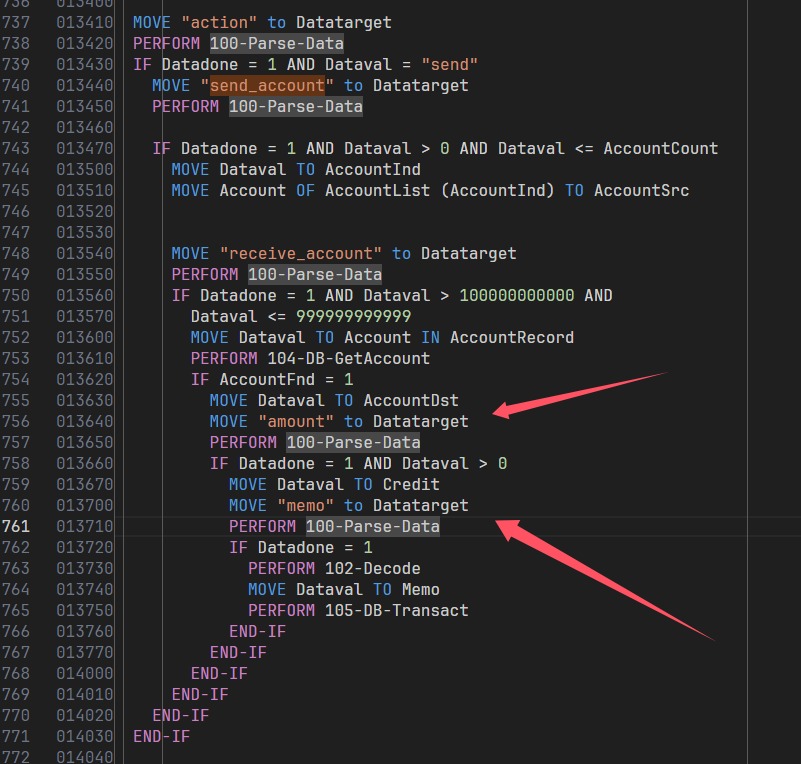 736 013400
737 013410 MOVE "action" to Datatarget
738 013420 PERFORM 100-Parse-Data
739 013430 IF Datadone = 1 AND Dataval = "send"
740 013440 MOVE "send_account" to Datatarget
741 013450 PERFORM 100-Parse-Data
742 013460
743 013470 IF Datadone = 1 AND Dataval > 0 AND Dataval <= AccountCount
744 013500 MOVE Dataval TO AccountInd
745 013510 MOVE Account OF AccountList (AccountInd) TO AccountSrc
746 013520
747 013530
748 013540 MOVE "receive_account" to Datatarget
749 013550 PERFORM 100-Parse-Data
750 013560 IF Datadone = 1 AND Dataval > 100000000000 AND
751 013570 Dataval <= 999999999999
752 013600 MOVE Dataval TO Account IN AccountRecord
753 013610 PERFORM 104-DB-GetAccount
754 013620 IF AccountFnd = 1
755 013630 MOVE Dataval TO AccountDst
756 013640 MOVE "amount" to Datatarget
757 013650 PERFORM 100-Parse-Data
758 013660 IF Datadone = 1 AND Dataval > 0
759 013670 MOVE Dataval TO Credit
760 013700 MOVE "memo" to Datatarget
761 013710 PERFORM 100-Parse-Data
762 013720 IF Datadone = 1
763 013730 PERFORM 102-Decode
764 013740 MOVE Dataval TO Memo
765 013750 PERFORM 105-DB-Transact
766 013760 END-IF
767 013770 END-IF
768 014000 END-IF
769 014010 END-IF
770 014020 END-IF
771 014030 END-IF
772 014040